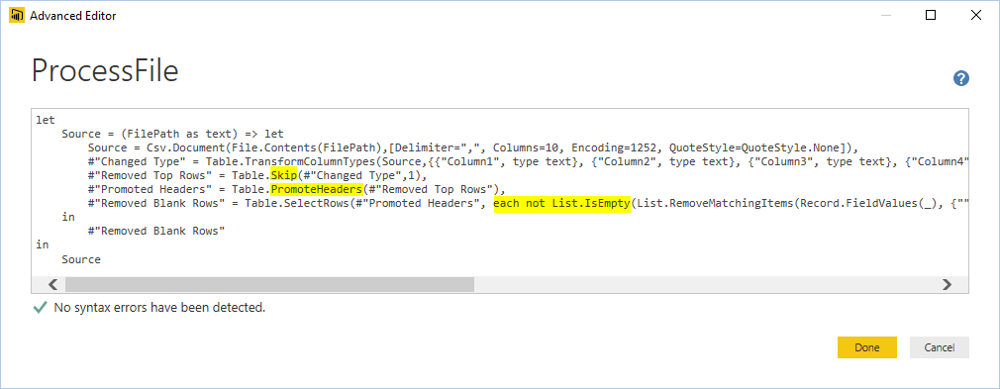 Advanced Editor
ProcessFile
let
Source = (FilePath as text) => let
Source = Csv.Document(File.Contents(FilePath),[Delimiter=",", Columns=10, Encoding=1252, QuoteStyle=QuoteStyle.None]),
#"Changed Type" = Table.TransformColumnTypes(Source,{{"Column1", type text}, {"Column2", type text}, {"Column3", type text}, {"Column4"
#"Removed Top Rows" = Table.Skip(#"Changed Type",1),
#"Promoted Headers" = Table.PromoteHeaders(#"Removed Top Rows"),
#"Removed Blank Rows" = Table.SelectRows(#"Promoted Headers", each not List.IsEmpty(List.RemoveMatchingItems(Record.FieldValues(_), {""
in
#"Removed Blank Rows"
in
Source
No syntax errors have been detected.
Done
Cancel